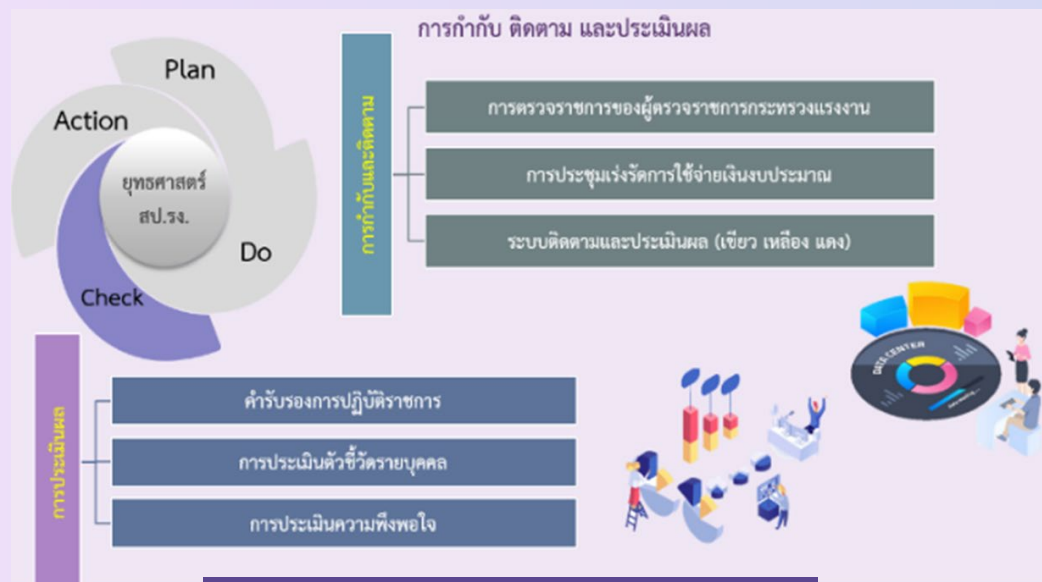 การกำกับ ติดตาม และประเมินผล
Plan
Action
ยุทธศาสตร์
สป.รง.
Do
Check
การกำกับและติดตาม
การตรวจราชการของผู้ตรวจราชการกระทรวงแรงงาน
การประชุมเร่งรัดการใช้จ่ายเงินงบประมาณ
ระบบติดตามและประเมินผล (เขียว เหลือง แดง)
DATA CENTER
การประเมินผล
คำรับรองการปฏิบัติราชการ
การประเมินตัวชี้วัดรายบุคคล
การประเมินความพึงพอใจ